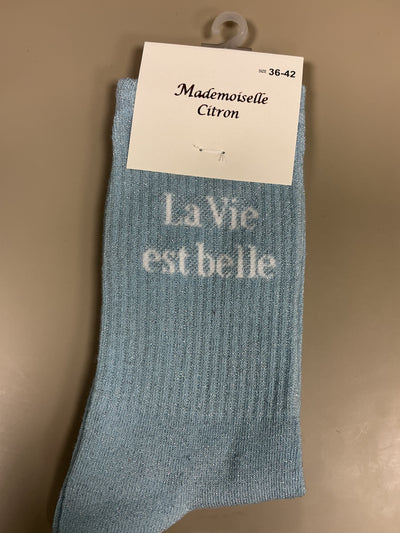 SIZE 36-42
Mademoiselle
Citron
La Vie
est belle